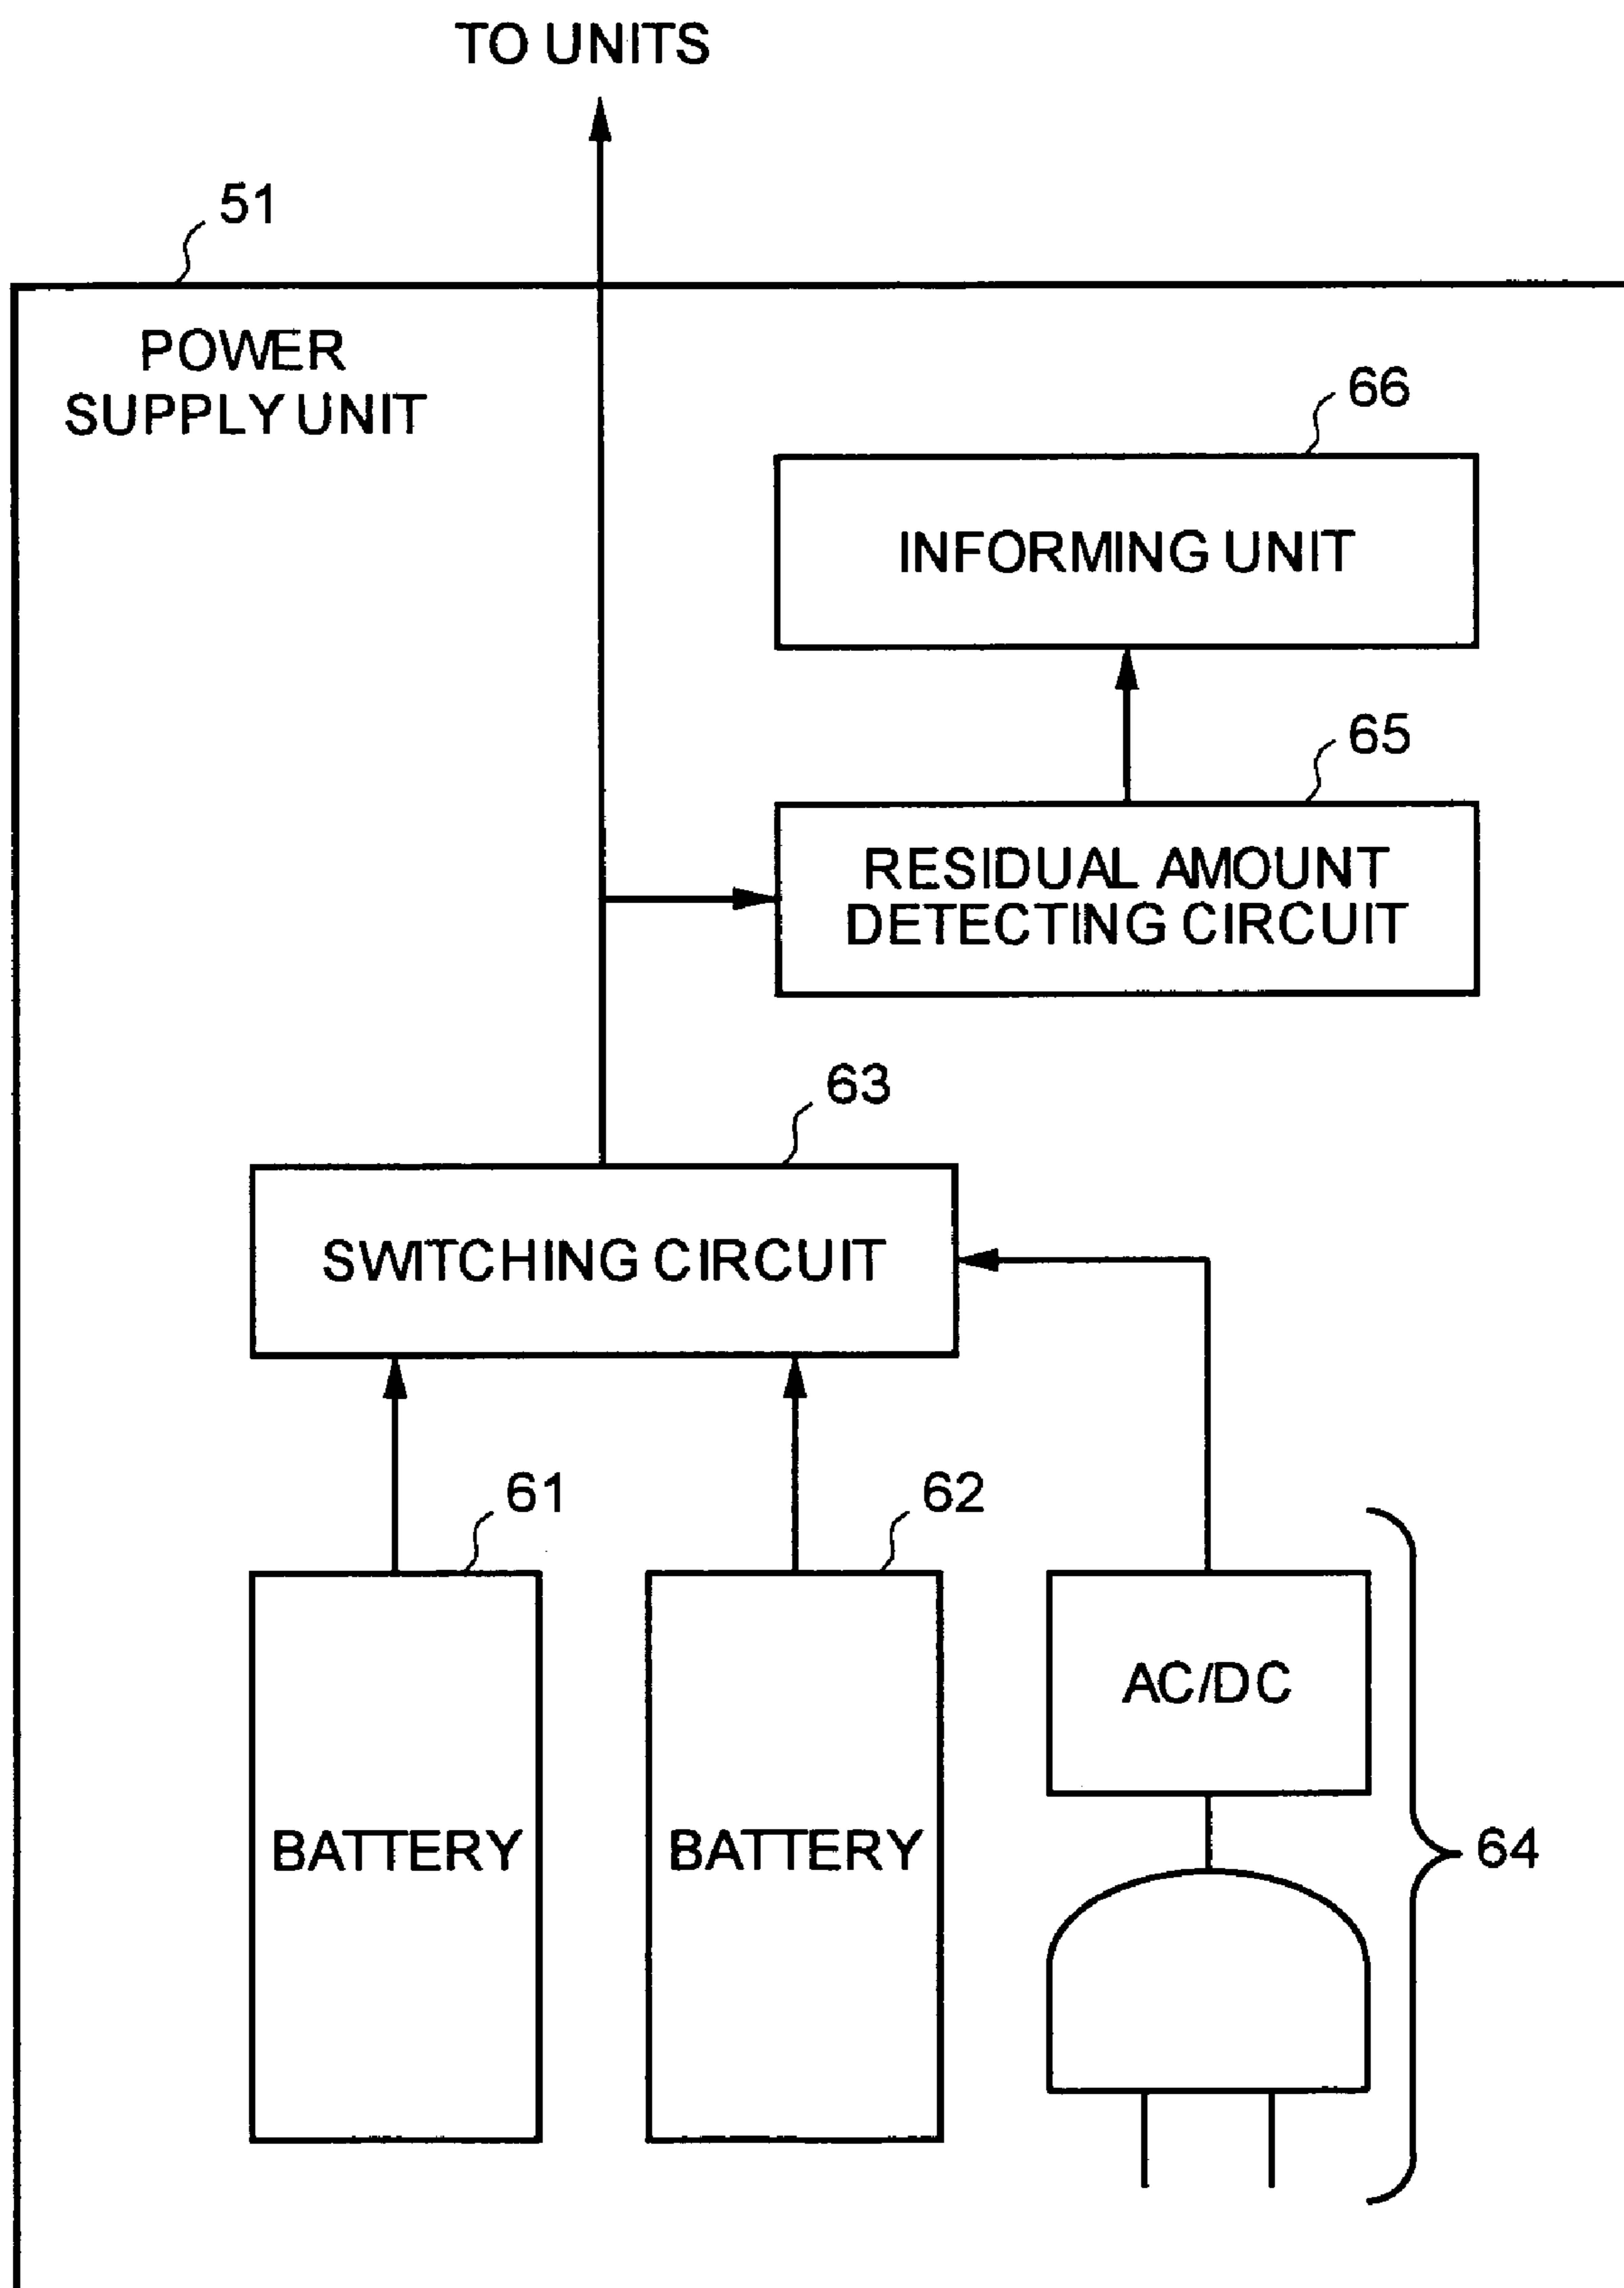 TO UNITS
51
POWER
SUPPLY UNIT
66
INFORMING UNIT
65
RESIDUAL AMOUNT
DETECTING CIRCUIT
63
SWITCHING CIRCUIT
61
62
BATTERY
BATTERY
AC/DC
64